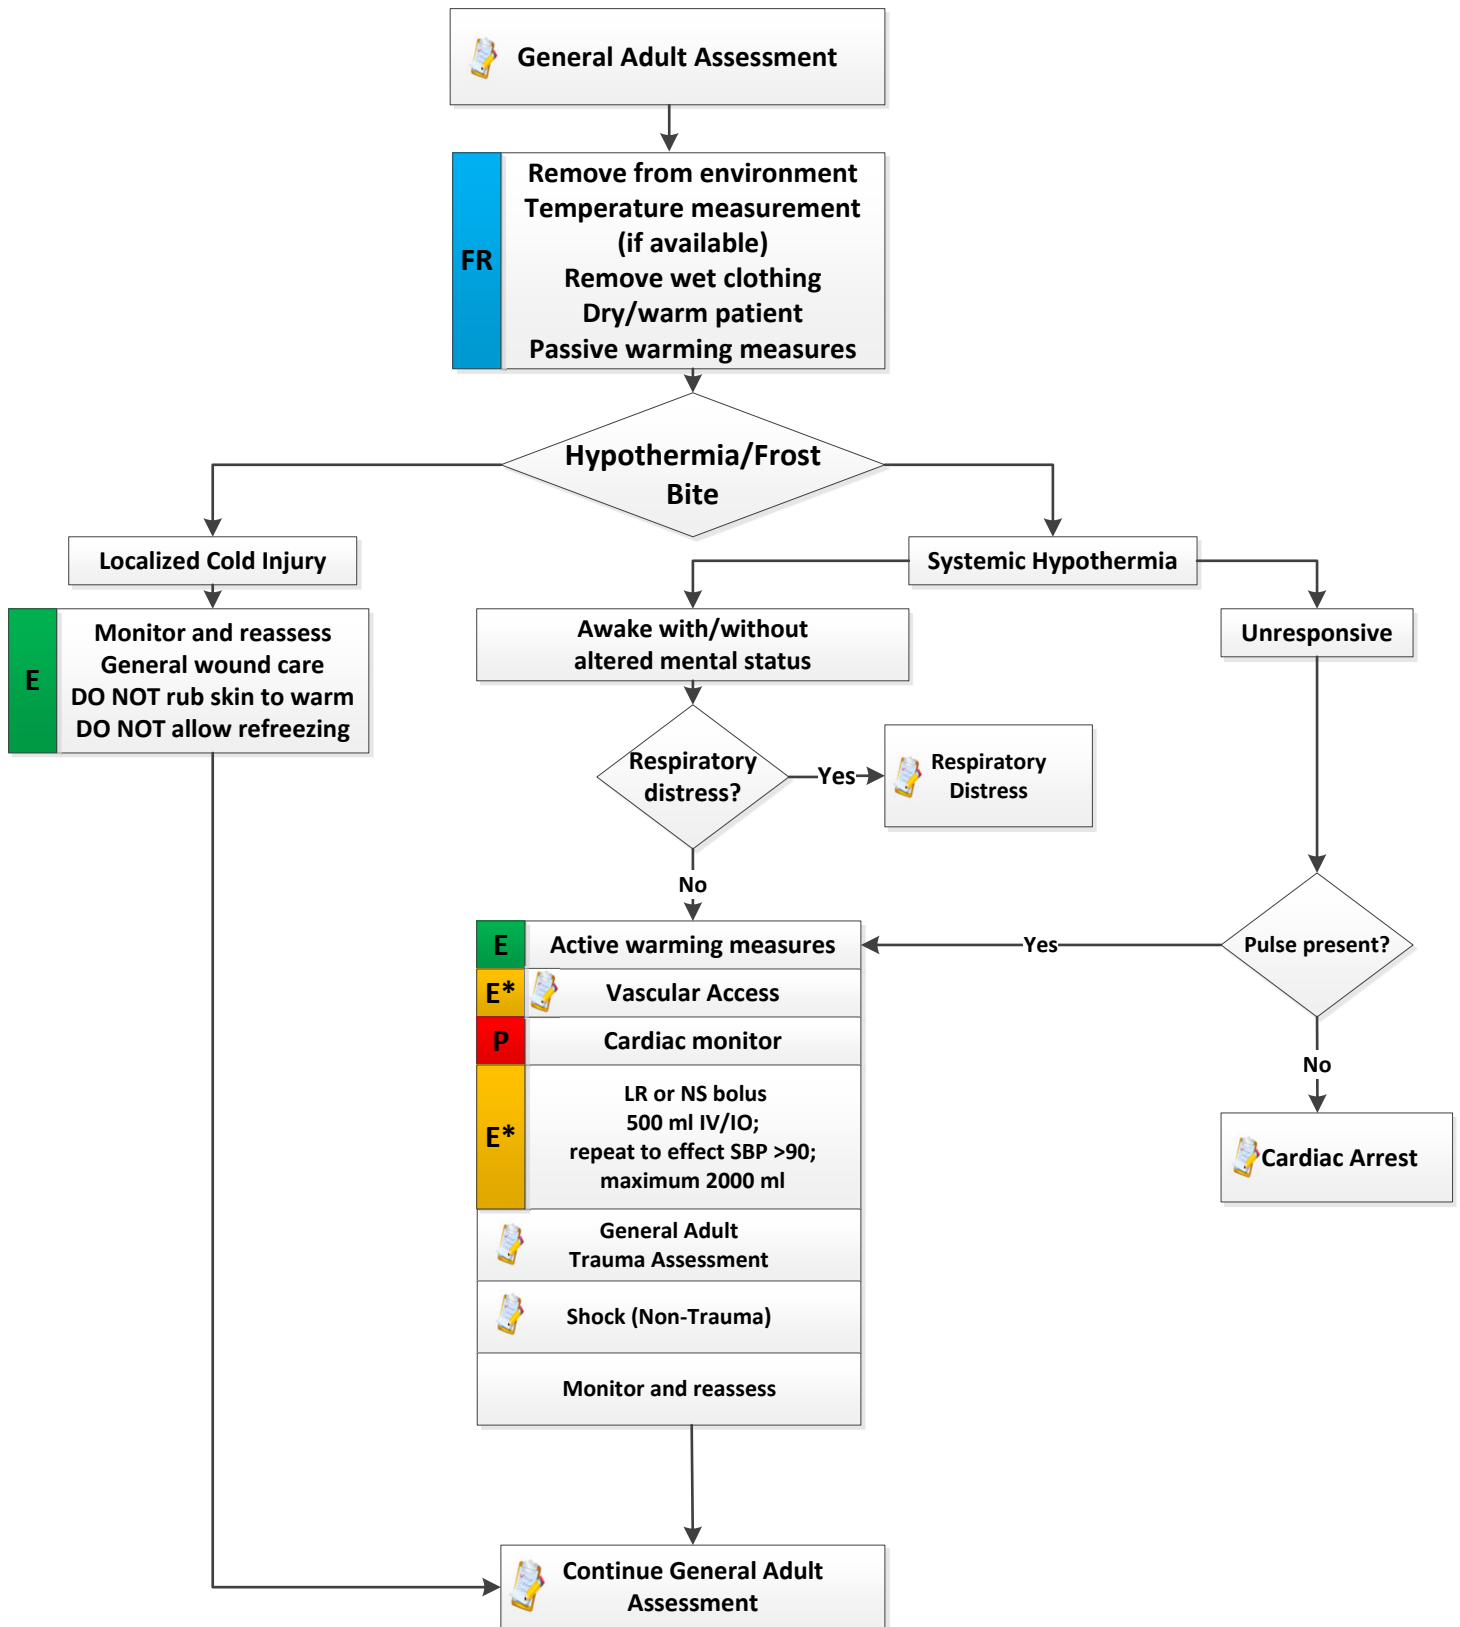 General Adult Assessment
FR
Remove from environment
Temperature measurement
(if available)
Remove wet clothing
Dry/warm patient
Passive warming measures
Hypothermia/Frost
Bite
Localized Cold Injury
Systemic Hypothermia
E
Monitor and reassess
General wound care
DO NOT rub skin to warm
DO NOT allow refreezing
Awake with/without
altered mental status
Unresponsive
Respiratory
distress?
Yes
Respiratory
Distress
No
E
Active warming measures
Yes
Pulse present?
E*
Vascular Access
P
Cardiac monitor
No
E*
LR or NS bolus
500 ml IV/IO;
repeat to effect SBP >90;
maximum 2000 ml
Cardiac Arrest
General Adult
Trauma Assessment
Shock (Non-Trauma)
Monitor and reassess
Continue General Adult
Assessment